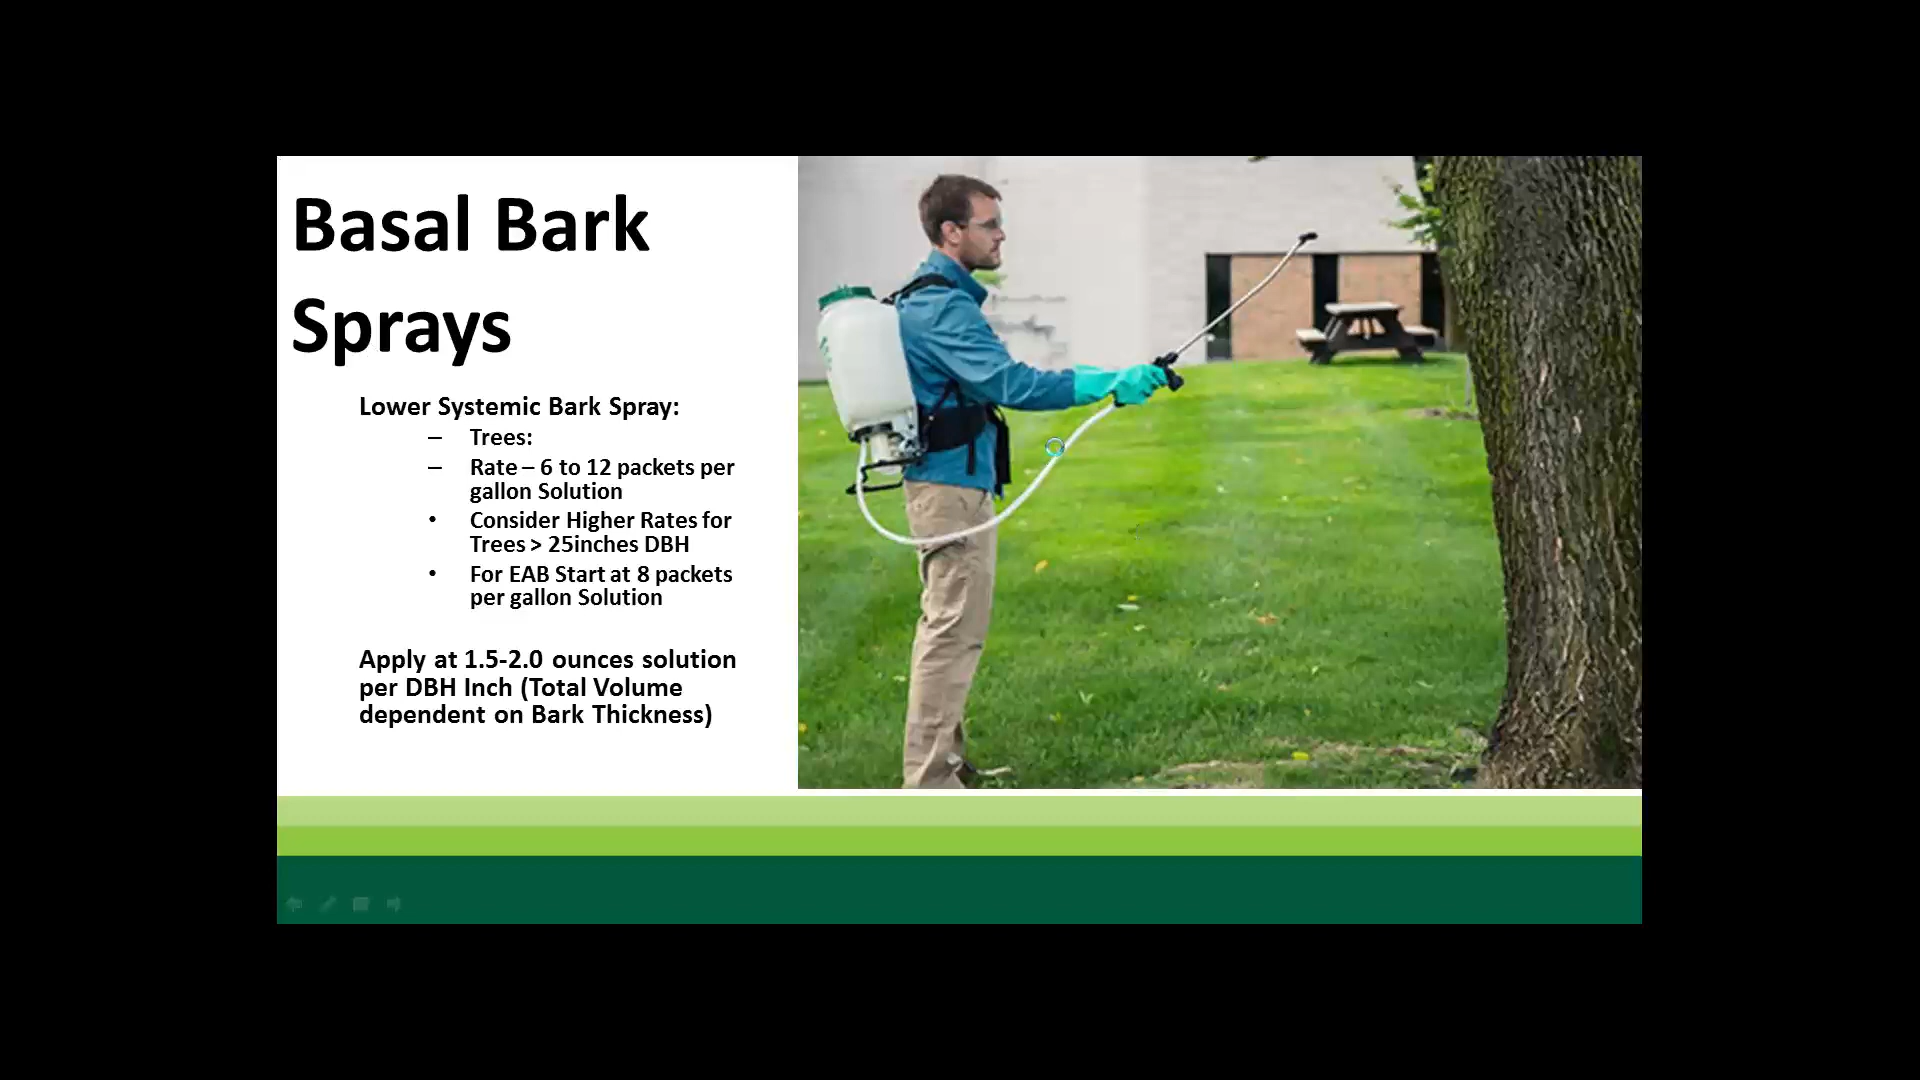 Basal Bark
Sprays
Lower Systemic Bark Spray:
– Trees:
– Rate – 6 to 12 packets per
gallon Solution
• Consider Higher Rates for
Trees > 25inches DBH
• For EAB Start at 8 packets
per gallon Solution
Apply at 1.5-2.0 ounces solution
per DBH Inch (Total Volume
dependent on Bark Thickness)